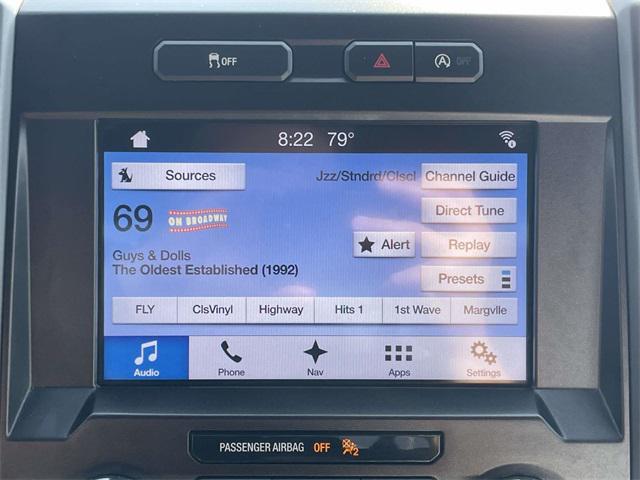 OFF
A OFF
8:22 79°
Sources
Jzz/Stndrd/Clscl
Channel Guide
69 ON BROADWAY
Direct Tune
Alert
Replay
Guys & Dolls
The Oldest Established (1992)
Presets
FLY ClsVinyl Highway Hits 1 1st Wave Margvlle
Audio Phone Nav Apps Settings
PASSENGER AIRBAG OFF 2